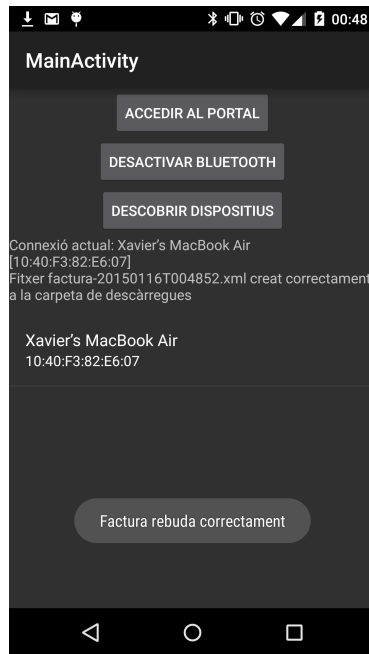 00:48
MainActivity
ACCEDIR AL PORTAL
DESACTIVAR BLUETOOTH
DESCOBRIR DISPOSITIUS
Connexió actual: Xavier's MacBook Air
[10:40:F3:82:E6:07]
Fitxer factura-20150116T004852.xml creat correctament
a la carpeta de descàrregues
Xavier's MacBook Air
10:40:F3:82:E6:07
Factura rebuda correctament